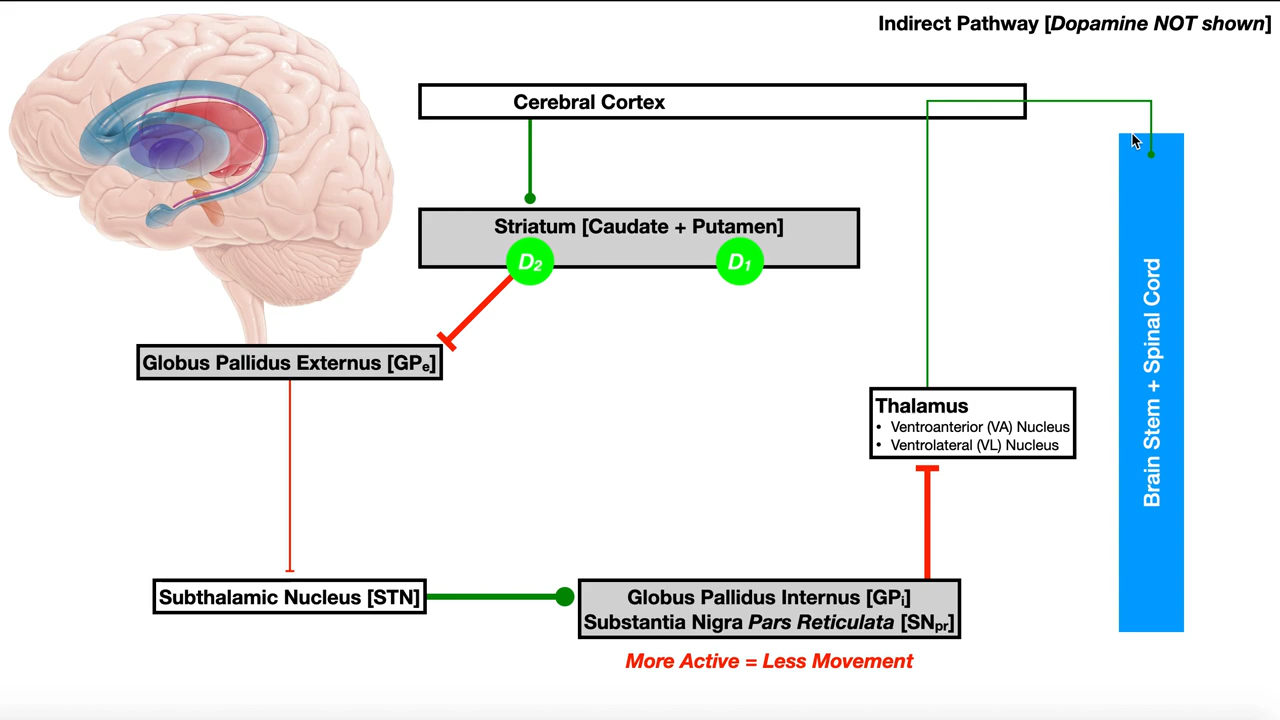 Indirect Pathway [Dopamine NOT shown]
Cerebral Cortex
Striatum [Caudate + Putamen]
D2
D1
Globus Pallidus Externus [GPe]
Thalamus
• Ventroanterior (VA) Nucleus
• Ventrolateral (VL) Nucleus
Brain Stem + Spinal Cord
Subthalamic Nucleus [STN]
Globus Pallidus Internus [GPi]
Substantia Nigra Pars Reticulata [SNpr]
More Active = Less Movement